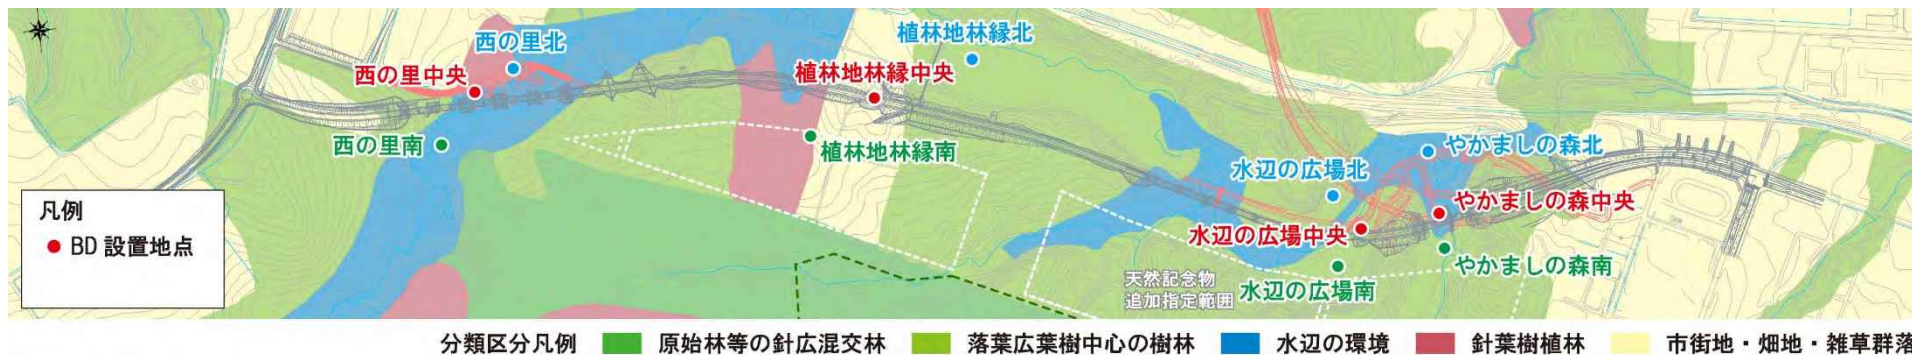 西の里北
植林地林縁北
西の里中央
植林地林縁中央
西の里南
植林地林縁南
やかましの森北
水辺の広場北
やかましの森中央
水辺の広場中央
やかましの森南
天然記念物
追加指定範囲
水辺の広場南
凡例
BD 設置地点
分類区分凡例 原始林等の針広混交林 落葉広葉樹中心の樹林 水辺の環境 針葉樹植林 市街地・畑地・雑草群落